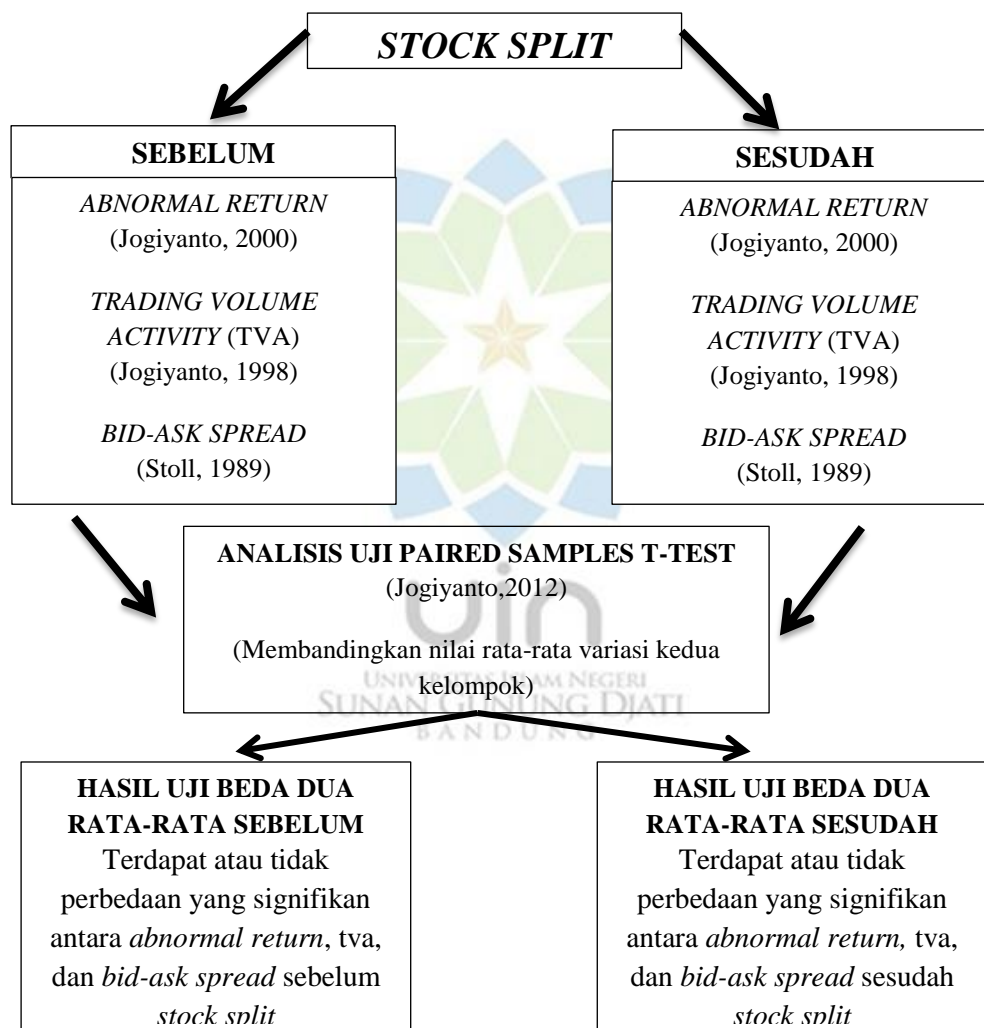 STOCK SPLIT
SEBELUM
ABNORMAL RETURN
(Jogiyanto, 2000)
TRADING VOLUME
ACTIVITY (TVA)
(Jogiyanto, 1998)
BID-ASK SPREAD
(Stoll, 1989)
SESUDAH
ABNORMAL RETURN
(Jogiyanto, 2000)
TRADING VOLUME
ACTIVITY (TVA)
(Jogiyanto, 1998)
BID-ASK SPREAD
(Stoll, 1989)
ANALISIS UJI PAIRED SAMPLES T-TEST
(Jogiyanto,2012)
(Membandingkan nilai rata-rata variasi kedua
kelompok)
uin
UNIVERSITAS ISLAM NEGERI
SUNAN GUNUNG DJATI
BANDUNG
HASIL UJI BEDA DUA
RATA-RATA SEBELUM
Terdapat atau tidak
perbedaan yang signifikan
antara abnormal return, tva,
dan bid-ask spread sebelum
stock split
HASIL UJI BEDA DUA
RATA-RATA SESUDAH
Terdapat atau tidak
perbedaan yang signifikan
antara abnormal return, tva,
dan bid-ask spread sesudah
stock split